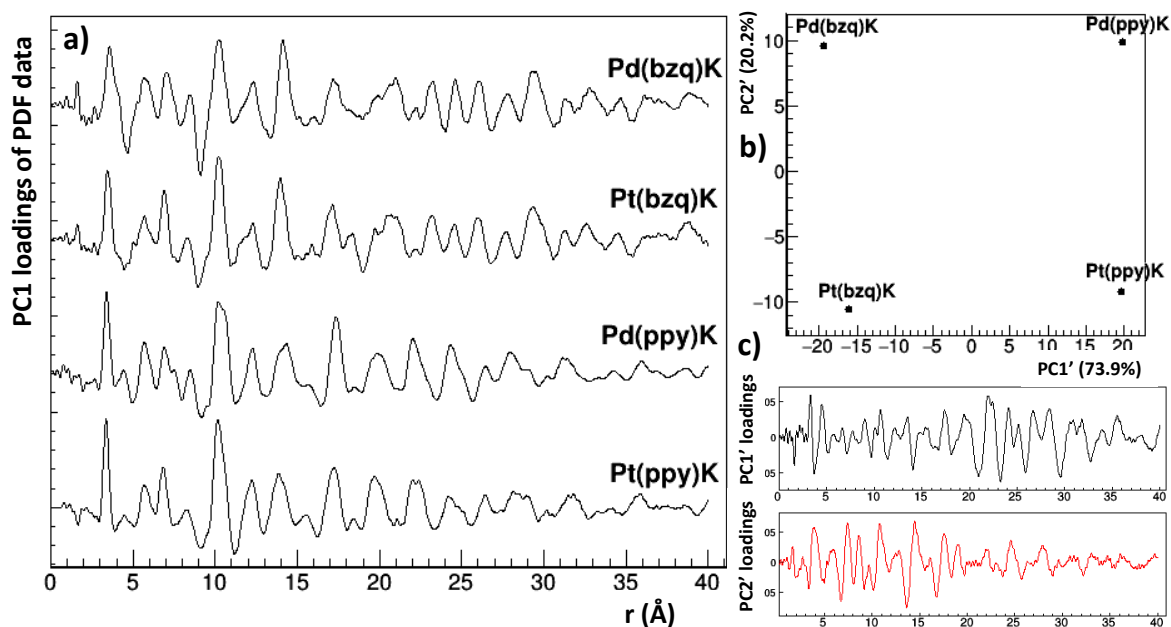 a)
PC1 loadings of PDF data
Pd(bzq)K
Pt(bzq)K
Pd(ppy)K
Pt(ppy)K
0 5 10 15 20 25 30 35 40
r (Å)
b)
PC2' (20.2%)
10
5
0
−5
−10
Pd(bzq)K
Pd(ppy)K
Pt(bzq)K
Pt(ppy)K
−20 −15 −10 −5 0 5 10 15 20
PC1' (73.9%)
c)
PC1' loadings
05
0
05
0 5 10 15 20 25 30 35 40
PC2' loadings
05
0
05
5 10 15 20 25 30 35 40